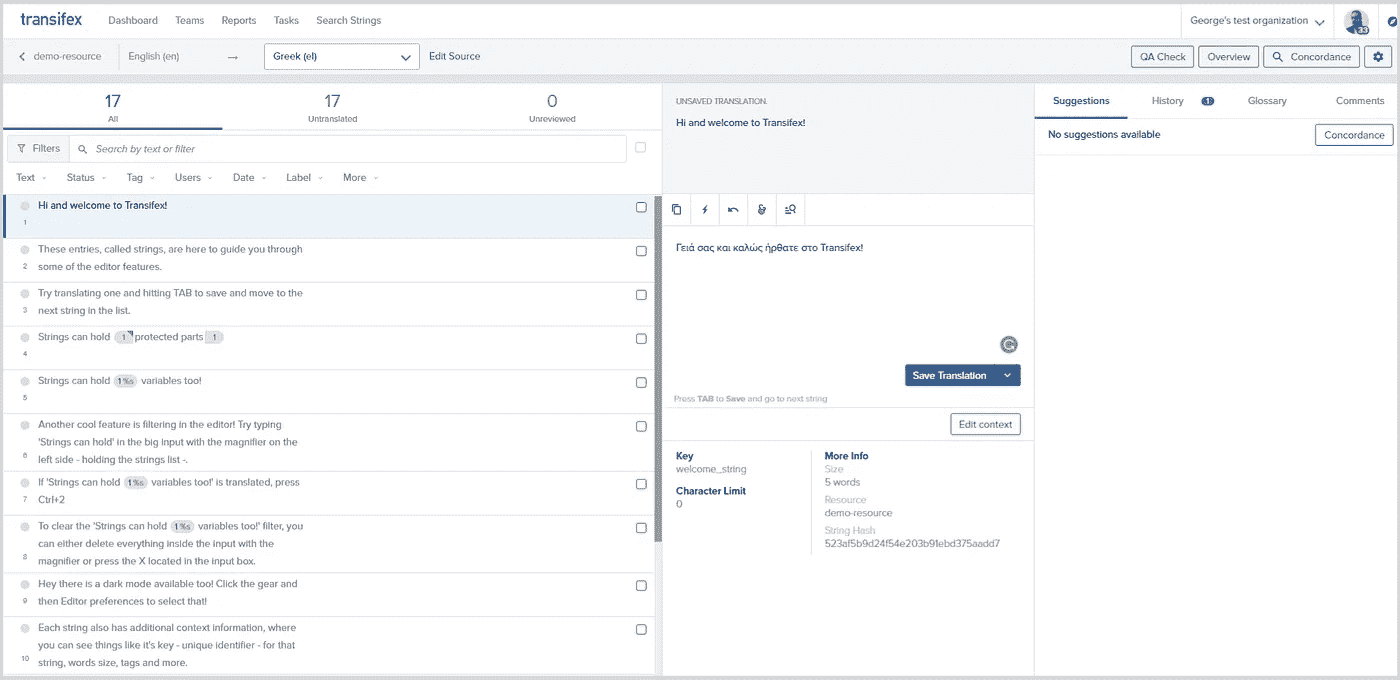 transifex Dashboard Teams Reports Tasks Search Strings George's test organization 33
demo-resource English (en) → Greek (el) Edit Source QA Check Overview Concordance
17 17 0
All Untranslated Unreviewed
Filters Search by text or filter
Text Status Tag Users Date Label More
Hi and welcome to Transifex!
1
These entries, called strings, are here to guide you through
2 some of the editor features.
Try translating one and hitting TAB to save and move to the
3 next string in the list.
Strings can hold 1 protected parts 1
4
Strings can hold 1%s variables too!
5
Another cool feature is filtering in the editor! Try typing
'Strings can hold' in the big input with the magnifier on the
6 left side - holding the strings list -.
If 'Strings can hold 1%s variables too!' is translated, press
7 Ctrl+2
To clear the 'Strings can hold 1%s variables too!' filter, you
can either delete everything inside the input with the
8 magnifier or press the X located in the input box.
Hey there is a dark mode available too! Click the gear and
9 then Editor preferences to select that!
Each string also has additional context information, where
you can see things like it's key - unique identifier - for that
10 string, words size, tags and more.
UNSAVED TRANSLATION.
Hi and welcome to Transifex!
Γειά σας και καλώς ήρθατε στο Transifex!
Save Translation
Press TAB to Save and go to next string
Edit context
Key
welcome_string
Character Limit
0
More Info
Size
5 words
Resource
demo-resource
String Hash
523af5b9d24f54e203b91ebd375aadd7
Suggestions History 1 Glossary Comments
No suggestions available Concordance